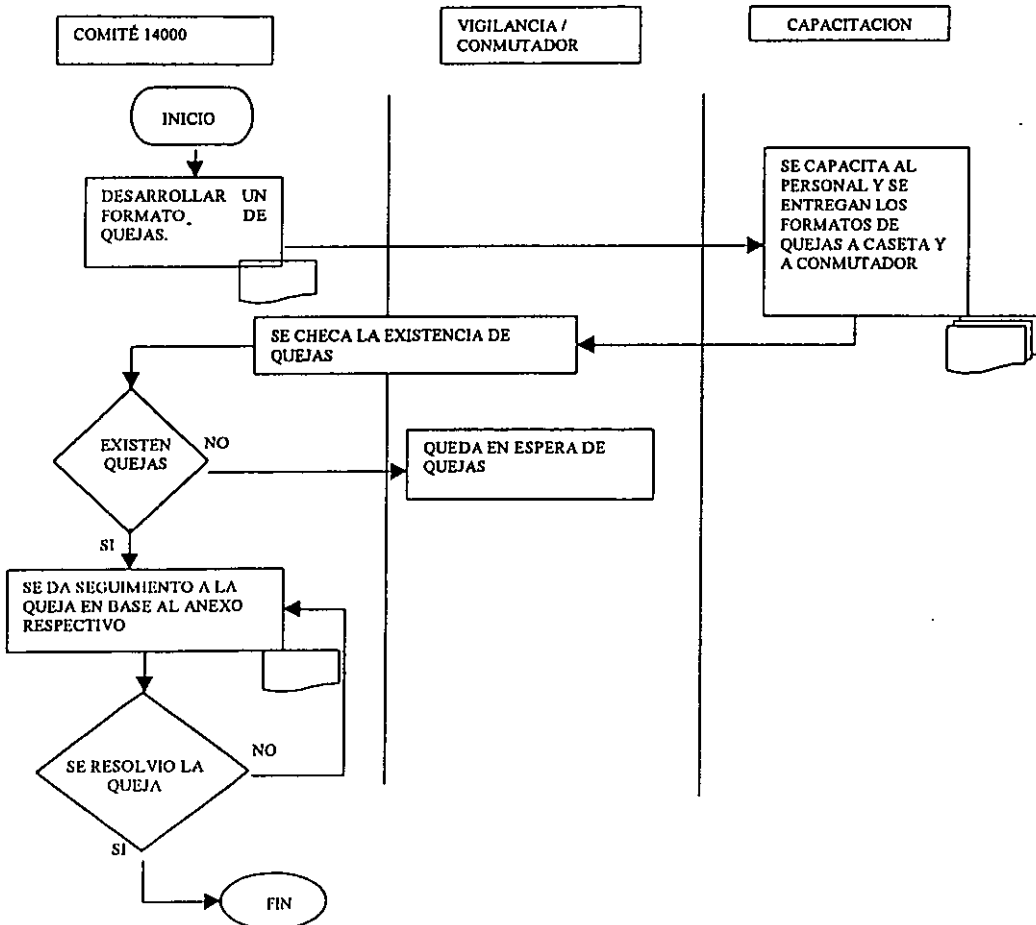 COMITÉ 14000
VIGILANCIA /
CONMUTADOR
CAPACITACION
INICIO
DESARROLLAR UN
FORMATO DE
QUEJAS.
SE CAPACITA AL
PERSONAL Y SE
ENTREGAN LOS
FORMATOS DE
QUEJAS A CASETA Y
A CONMUTADOR
SE CHECA LA EXISTENCIA DE
QUEJAS
EXISTEN
QUEJAS
NO
QUEDA EN ESPERA DE
QUEJAS
SI
SE DA SEGUIMIENTO A LA
QUEJA EN BASE AL ANEXO
RESPECTIVO
SE RESOLVIO LA
QUEJA
NO
SI
FIN